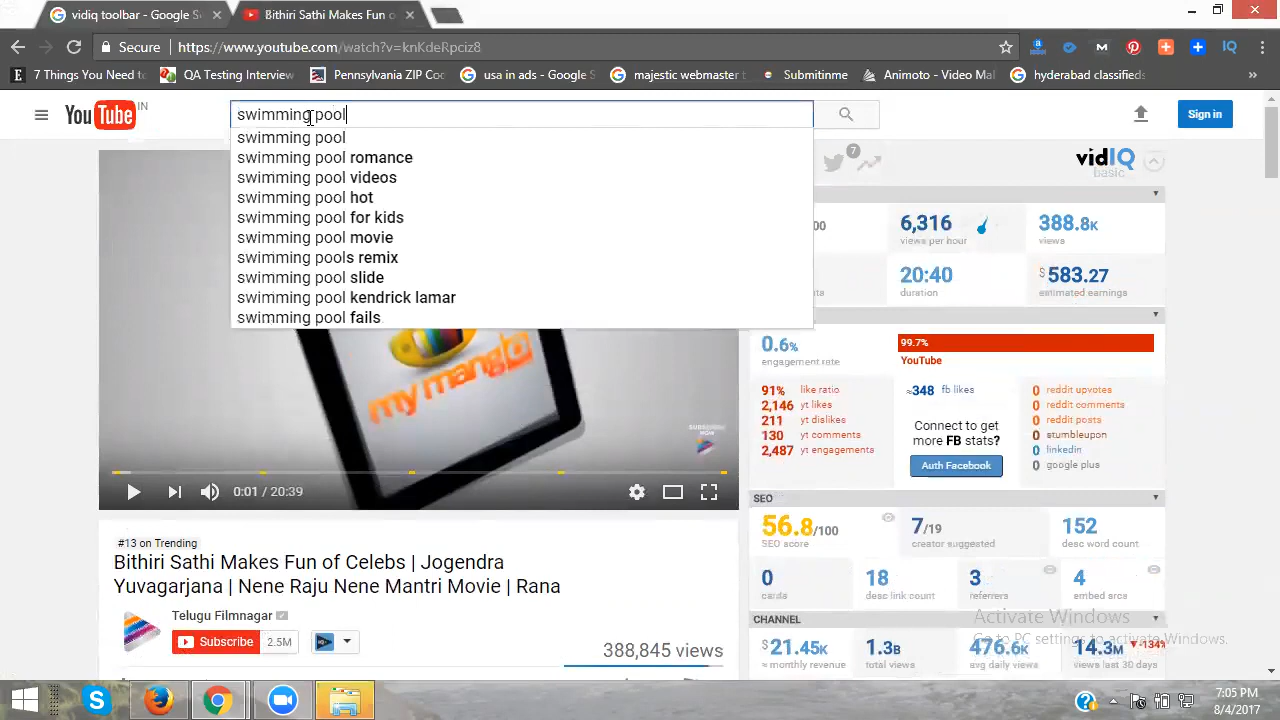 vidiq toolbar - Google S
Bithiri Sathi Makes Fun o
Secure
https://www.youtube.com/watch?v=knKdeRpciz8
7 Things You Need t
QA Testing Interview
Pennsylvania ZIP Co
usa in ads - Google S
majestic webmaster t
Submitinme
Animoto - Video Ma
hyderabad classifieds
»
YouTube IN
swimming pool
Sign in
swimming pool
swimming pool romance
swimming pool videos
swimming pool hot
swimming pool for kids
swimming pool movie
swimming pools remix
swimming pool slide
swimming pool kendrick lamar
swimming pool fails
7
vidIQ
basic
6,316
views per hour
388.8K
views
20:40
duration
$583.27
estimated earnings
0.6%
engagement rate
99.7%
YouTube
91% like ratio
2,146 yt likes
211 yt dislikes
130 yt comments
2,487 yt engagements
≈348 fb likes
Connect to get
more FB stats?
Auth Facebook
0 reddit upvotes
0 reddit comments
0 reddit posts
0 stumbleupon
0 linkedin
0 google plus
0:01 / 20:39
SEO
56.8/100
SEO score
7/19
creator suggested
152
desc word count
0
cards
18
desc link count
3
referrers
4
embed srcs
CHANNEL
$21.45K
≈ monthly revenue
1.3B
total views
476.6K
avg daily views
14.3M
views last 30 days
-134%
#13 on Trending
Bithiri Sathi Makes Fun of Celebs | Jogendra
Yuvagarjana | Nene Raju Nene Mantri Movie | Rana
Telugu Filmnagar
Subscribe 2.5M
388,845 views
Activate Windows
Go to PC settings to activate Windows.
7:05 PM
8/4/2017